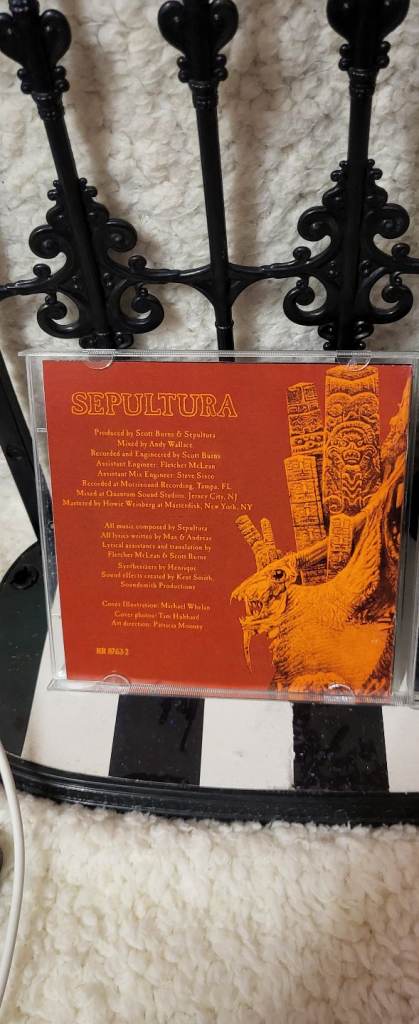 SEPULTURA
Produced by Scott Burns & Sepultura
Mixed by Andy Wallace
Recorded and Engineered by Scott Burns
Assistant Engineer: Fletcher McLean
Assistant Mix Engineer: Steve Sisco
Recorded at Morrisound Recording, Tampa, FL
Mixed at Quantum Sound Studios, Jersey City, NJ
Mastered by Howie Weinberg at Masterdisk, New York, NY
All music composed by Sepultura
All lyrics written by Max & Andreas
Lyrical assistance and translation by
Fletcher McLean & Scott Burns
Synthesizers by Henrique
Sound effects created by Kent Smith,
Soundsmith Productions
Cover Illustration: Michael Whelan
Cover photos: Tim Hubbard
Art direction: Patricia Mooney
RR 8763-2